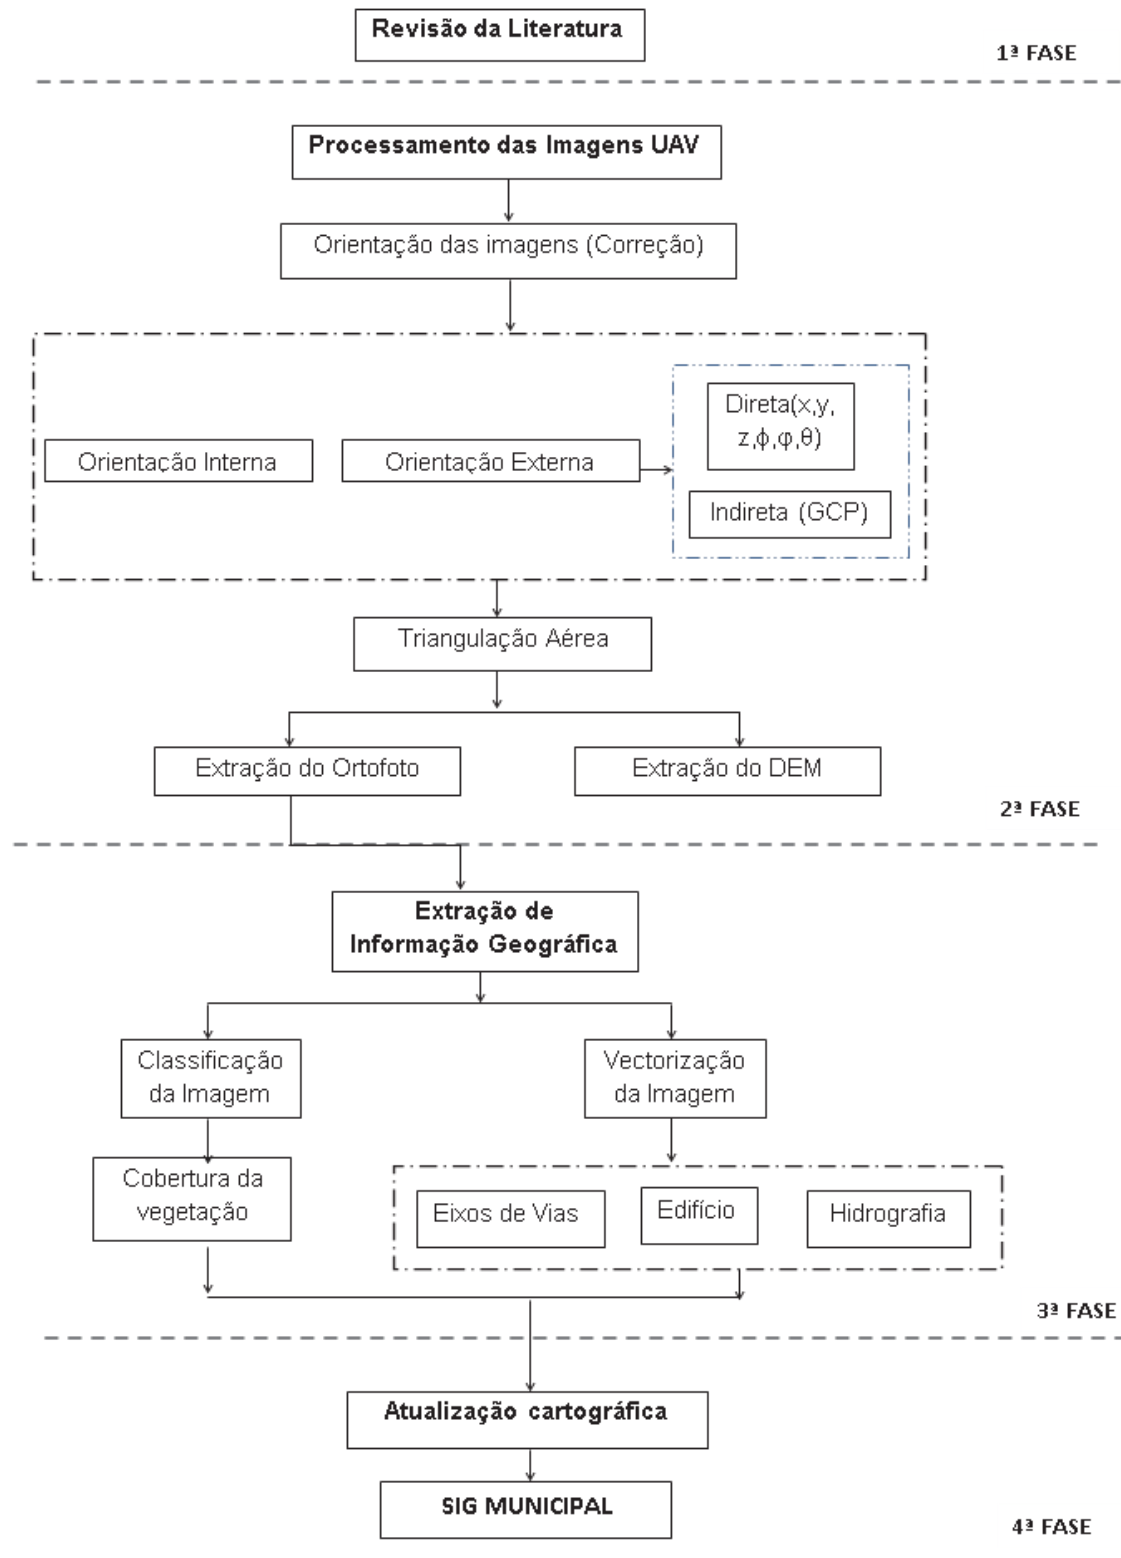 Revisão da Literatura
1ª FASE
Processamento das Imagens UAV
Orientação das imagens (Correção)
Direta(x,y,
z,ϕ,φ,θ)
Orientação Interna
Orientação Externa
Indireta (GCP)
Triangulação Aérea
Extração do Ortofoto
Extração do DEM
2ª FASE
Extração de
Informação Geográfica
Classificação
da Imagem
Vectorização
da Imagem
Cobertura da
vegetação
Eixos de Vias
Edifício
Hidrografia
3ª FASE
Atualização cartográfica
SIG MUNICIPAL
4ª FASE